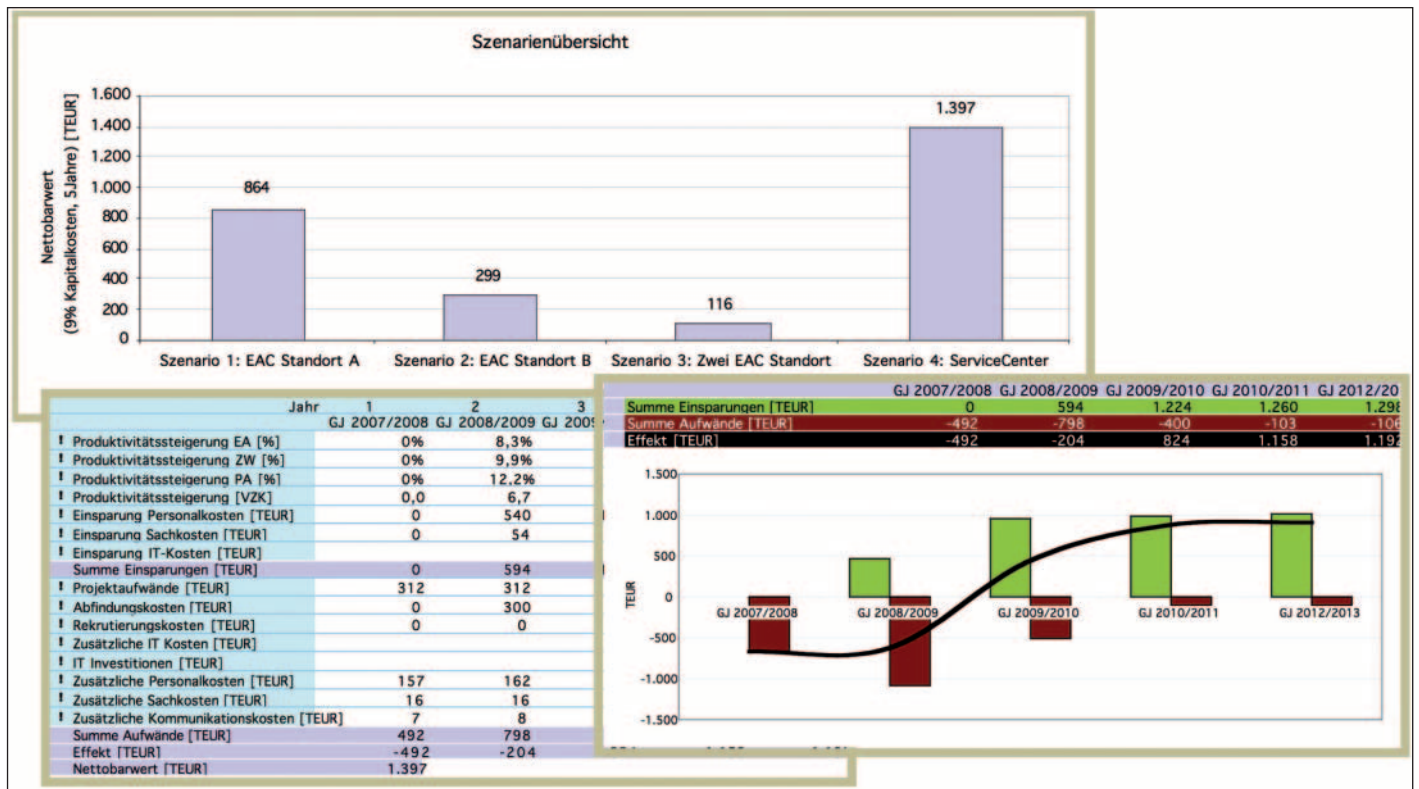 Szenarienübersicht
Nettobarwert
(9% Kapitalkosten, 5Jahre) [TEUR]
1.600
1.400
1.200
1.000
800
600
400
200
0
864
299
116
1.397
Szenario 1: EAC Standort A
Szenario 2: EAC Standort B
Szenario 3: Zwei EAC Standort
Szenario 4: ServiceCenter
Jahr 1 2 3
GJ 2007/2008 GJ 2008/2009 GJ 2009
! Produktivitätssteigerung EA [%] 0% 8,3%
! Produktivitätssteigerung ZW [%] 0% 9,9%
! Produktivitätssteigerung PA [%] 0% 12,2%
! Produktivitätssteigerung [VZK] 0,0 6,7
! Einsparung Personalkosten [TEUR] 0 540
! Einsparung Sachkosten [TEUR] 0 54
! Einsparung IT-Kosten [TEUR]
Summe Einsparungen [TEUR] 0 594
! Projektaufwände [TEUR] 312 312
! Abfindungskosten [TEUR] 0 300
! Rekrutierungskosten [TEUR] 0 0
! Zusätzliche IT Kosten [TEUR]
! IT Investitionen [TEUR]
! Zusätzliche Personalkosten [TEUR] 157 162
! Zusätzliche Sachkosten [TEUR] 16 16
! Zusätzliche Kommunikationskosten [TEUR] 7 8
Summe Aufwände [TEUR] 492 798
Effekt [TEUR] -492 -204
Nettobarwert [TEUR] 1.397
GJ 2007/2008 GJ 2008/2009 GJ 2009/2010 GJ 2010/2011 GJ 2012/20
Summe Einsparungen [TEUR] 0 594 1.224 1.260 1.298
Summe Aufwände [TEUR] -492 -798 -400 -103 -106
Effekt [TEUR] -492 -204 824 1.158 1.192
TEUR
1.500
1.000
500
0
-500
-1.000
-1.500
GJ 2007/2008
GJ 2008/2009
GJ 2009/2010
GJ 2010/2011
GJ 2012/2013